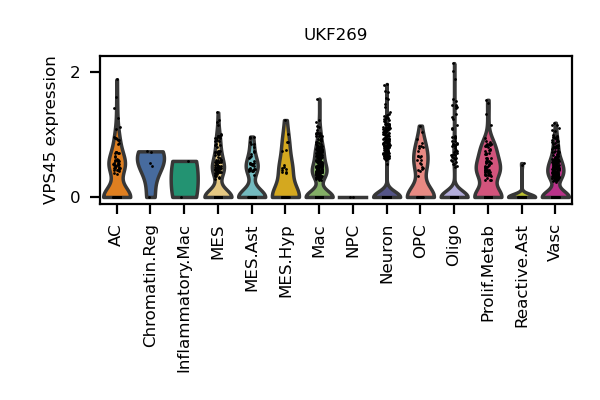 UKF269
VPS45 expression
2
0
AC
Chromatin.Reg
Inflammatory.Mac
MES
MES.Ast
MES.Hyp
Mac
NPC
Neuron
OPC
Oligo
Prolif.Metab
Reactive.Ast
Vasc